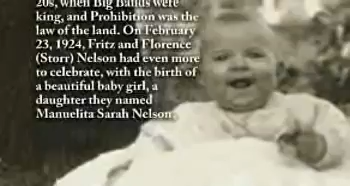 20s, when Big Bands were
king, and Prohibition was the
law of the land. On February
23, 1924, Fritz and Florence
(Storr) Nelson had even more
to celebrate, with the birth of
a beautiful baby girl, a
daughter they named
Manuelita Sarah Nelson.